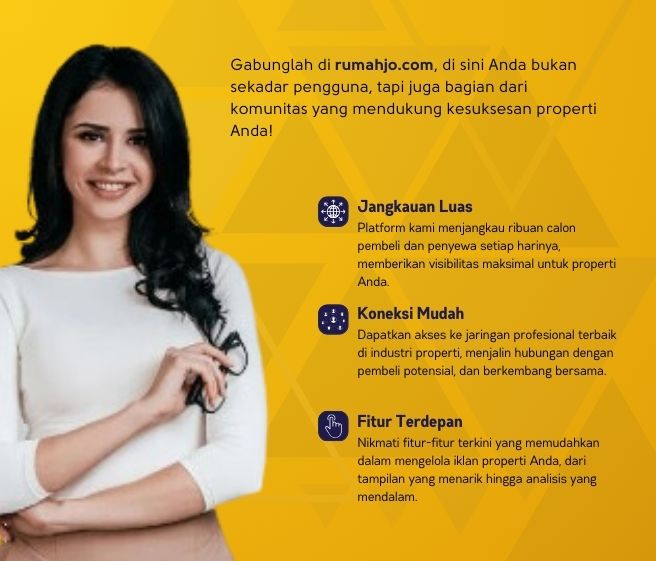 Gabunglah di rumahjo.com, di sini Anda bukan
sekadar pengguna, tapi juga bagian dari
komunitas yang mendukung kesuksesan properti
Anda!
Jangkauan Luas
Platform kami menjangkau ribuan calon
pembeli dan penyewa setiap harinya,
memberikan visibilitas maksimal untuk properti
Anda.
Koneksi Mudah
Dapatkan akses ke jaringan profesional terbaik
di industri properti, menjalin hubungan dengan
pembeli potensial, dan berkembang bersama.
Fitur Terdepan
Nikmati fitur-fitur terkini yang memudahkan
dalam mengelola iklan properti Anda, dari
tampilan yang menarik hingga analisis yang
mendalam.